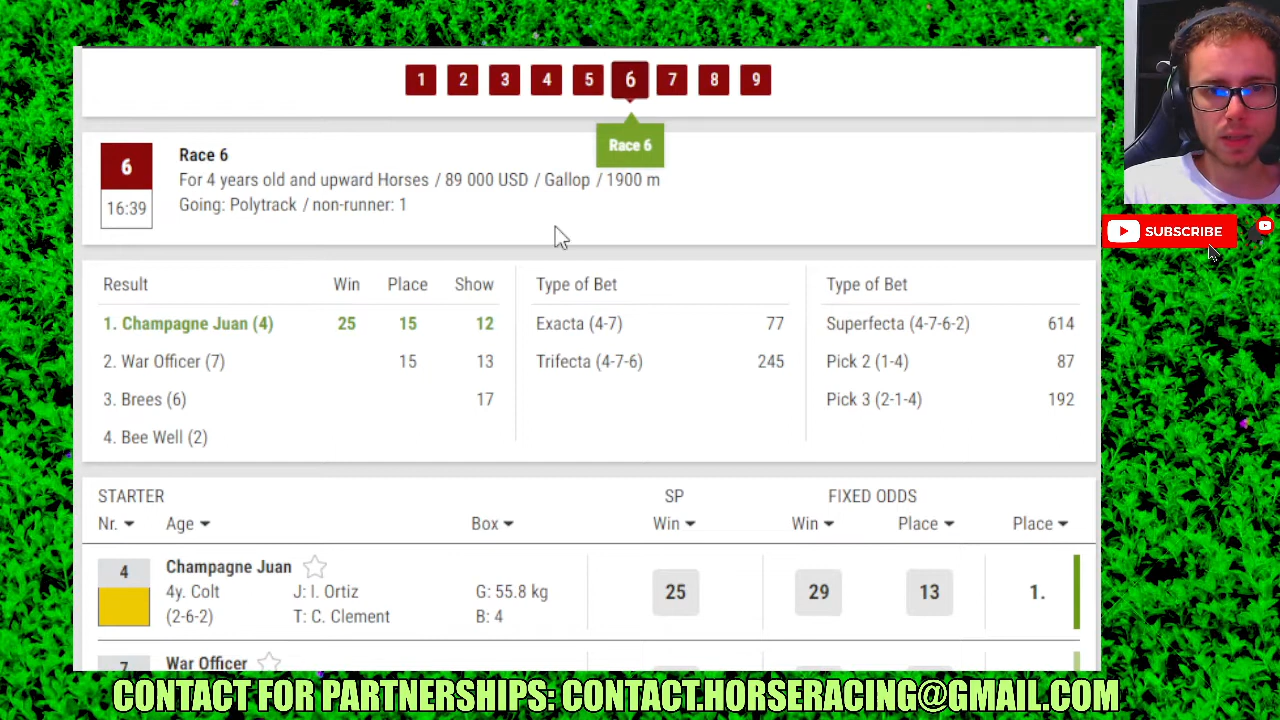 1 2 3 4 5 6 7 8 9
Race 6
6
16:39
Race 6
For 4 years old and upward Horses / 89 000 USD / Gallop / 1900 m
Going: Polytrack / non-runner: 1
Result Win Place Show
1. Champagne Juan (4) 25 15 12
2. War Officer (7) 15 13
3. Brees (6) 17
4. Bee Well (2)
Type of Bet
Exacta (4-7) 77
Trifecta (4-7-6) 245
Type of Bet
Superfecta (4-7-6-2) 614
Pick 2 (1-4) 87
Pick 3 (2-1-4) 192
STARTER SP FIXED ODDS
Nr. Age Box Win Win Place Place
4 Champagne Juan
4y. Colt J: I. Ortiz G: 55.8 kg 25 29 13 1.
(2-6-2) T: C. Clement B: 4
7 War Officer
SUBSCRIBE
CONTACT FOR PARTNERSHIPS: CONTACT.HORSERACING@GMAIL.COM